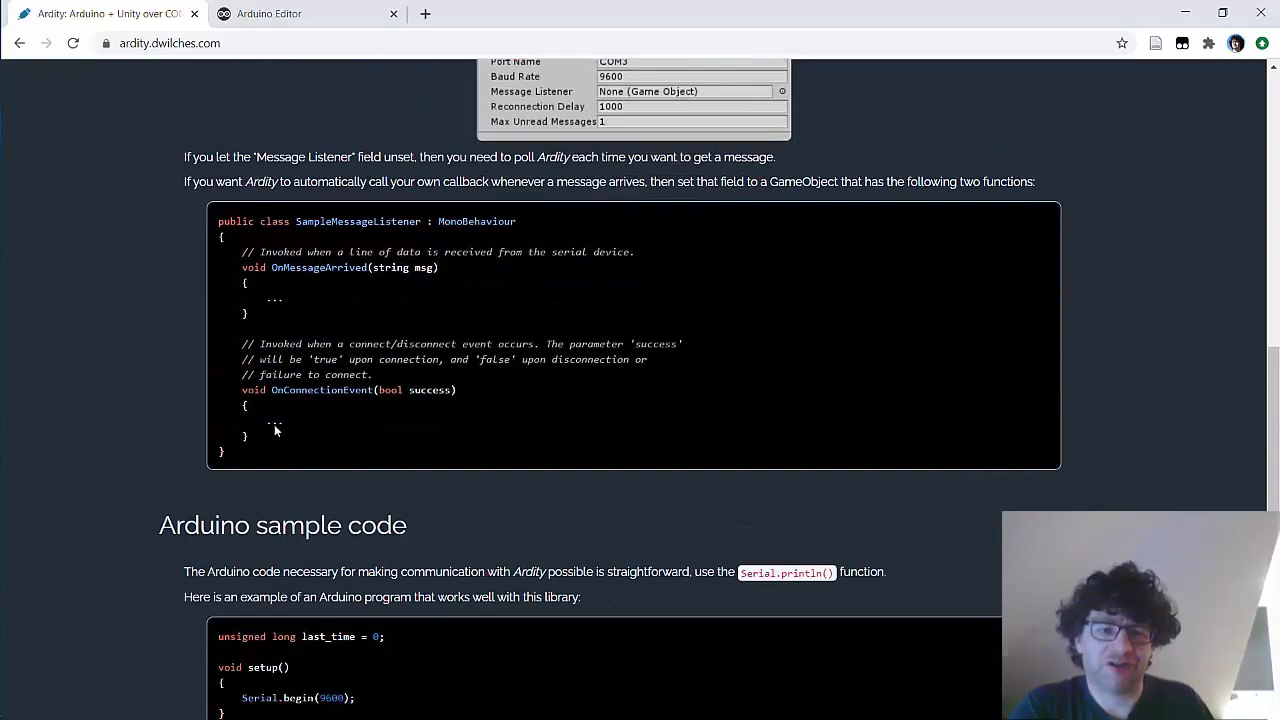 Ardity: Arduino + Unity over CO
Arduino Editor
ardity.dwilches.com
Port Name COM3
Baud Rate 9600
Message Listener None (Game Object)
Reconnection Delay 1000
Max Unread Messages 1
If you let the "Message Listener" field unset, then you need to poll Ardity each time you want to get a message.
If you want Ardity to automatically call your own callback whenever a message arrives, then set that field to a GameObject that has the following two functions:
public class SampleMessageListener : MonoBehaviour
{
// Invoked when a line of data is received from the serial device.
void OnMessageArrived(string msg)
{
...
}
// Invoked when a connect/disconnect event occurs. The parameter 'success'
// will be 'true' upon connection, and 'false' upon disconnection or
// failure to connect.
void OnConnectionEvent(bool success)
{
...
}
}
Arduino sample code
The Arduino code necessary for making communication with Ardity possible is straightforward, use the Serial.println() function.
Here is an example of an Arduino program that works well with this library:
unsigned long last_time = 0;
void setup()
{
Serial.begin(9600);
}